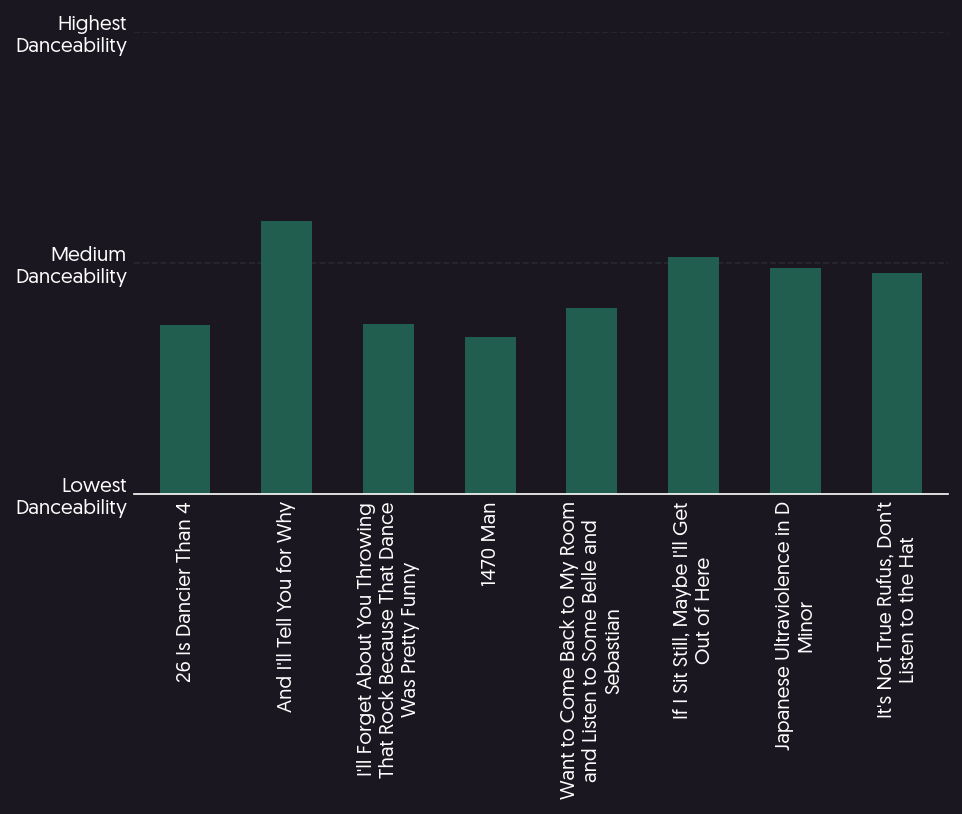 Highest
Danceability
Medium
Danceability
Lowest
Danceability
26 Is Dancier Than 4
And I'll Tell You for Why
I'll Forget About You Throwing
That Rock Because That Dance
Was Pretty Funny
1470 Man
Want to Come Back to My Room
and Listen to Some Belle and
Sebastian
If I Sit Still, Maybe I'll Get
Out of Here
Japanese Ultraviolence in D
Minor
It's Not True Rufus, Don't
Listen to the Hat